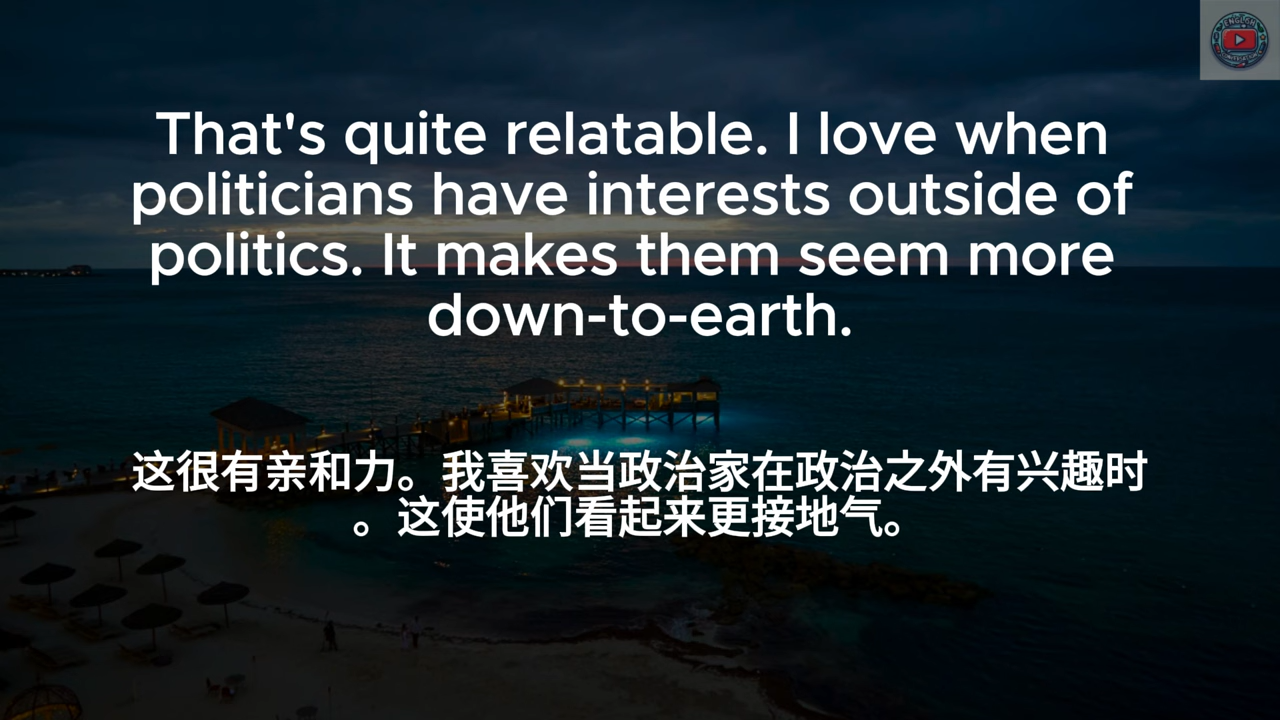 That's quite relatable. I love when
politicians have interests outside of
politics. It makes them seem more
down-to-earth.
这很有亲和力。我喜欢当政治家在政治之外有兴趣时
。这使他们看起来更接地气。
ENGLISH